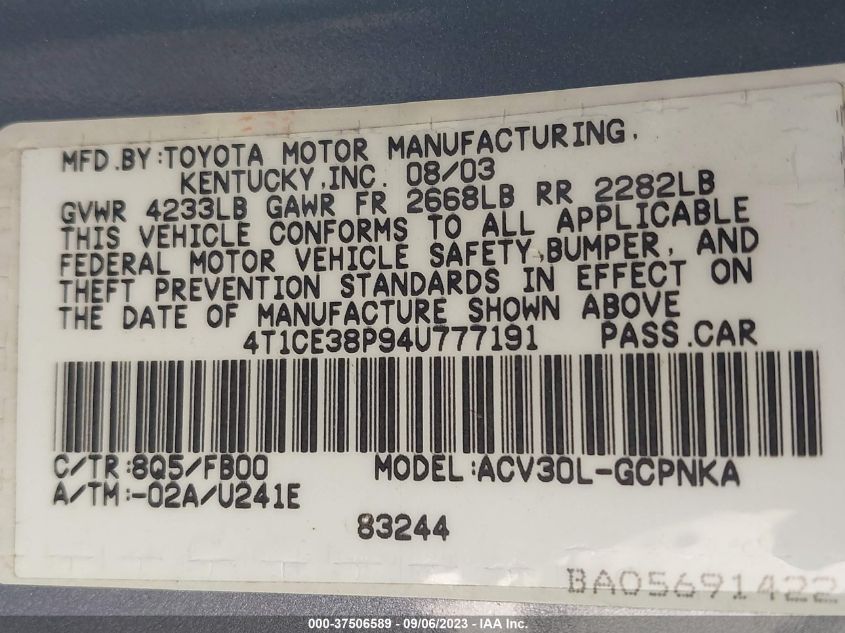 MFD.BY:TOYOTA MOTOR MANUFACTURING,
KENTUCKY,INC. 08/03
GVWR 4233LB GAWR FR 2668LB RR 2282LB
THIS VEHICLE CONFORMS TO ALL APPLICABLE
FEDERAL MOTOR VEHICLE SAFETY,BUMPER, AND
THEFT PREVENTION STANDARDS IN EFFECT ON
THE DATE OF MANUFACTURE SHOWN ABOVE
4T1CE38P94U777191 PASS.CAR
C/TR:8Q5/FB00 MODEL:ACV30L-GCPNKA
A/TM:-02A/U241E
83244
BA05691422
000-37506589 - 09/06/2023 - IAA Inc.